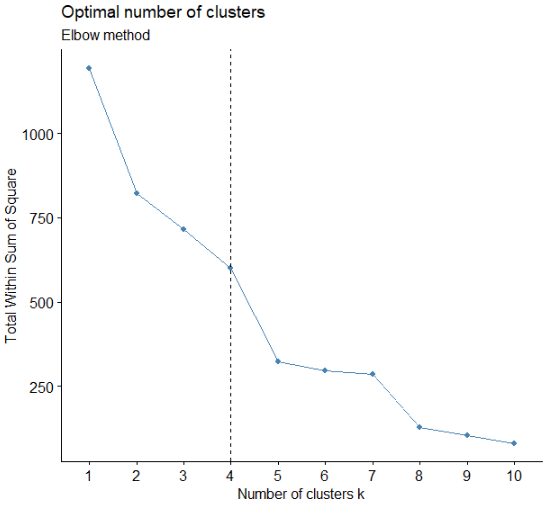 Optimal number of clusters
Elbow method
Total Within Sum of Square
1000
750
500
250
1 2 3 4 5 6 7 8 9 10
Number of clusters k